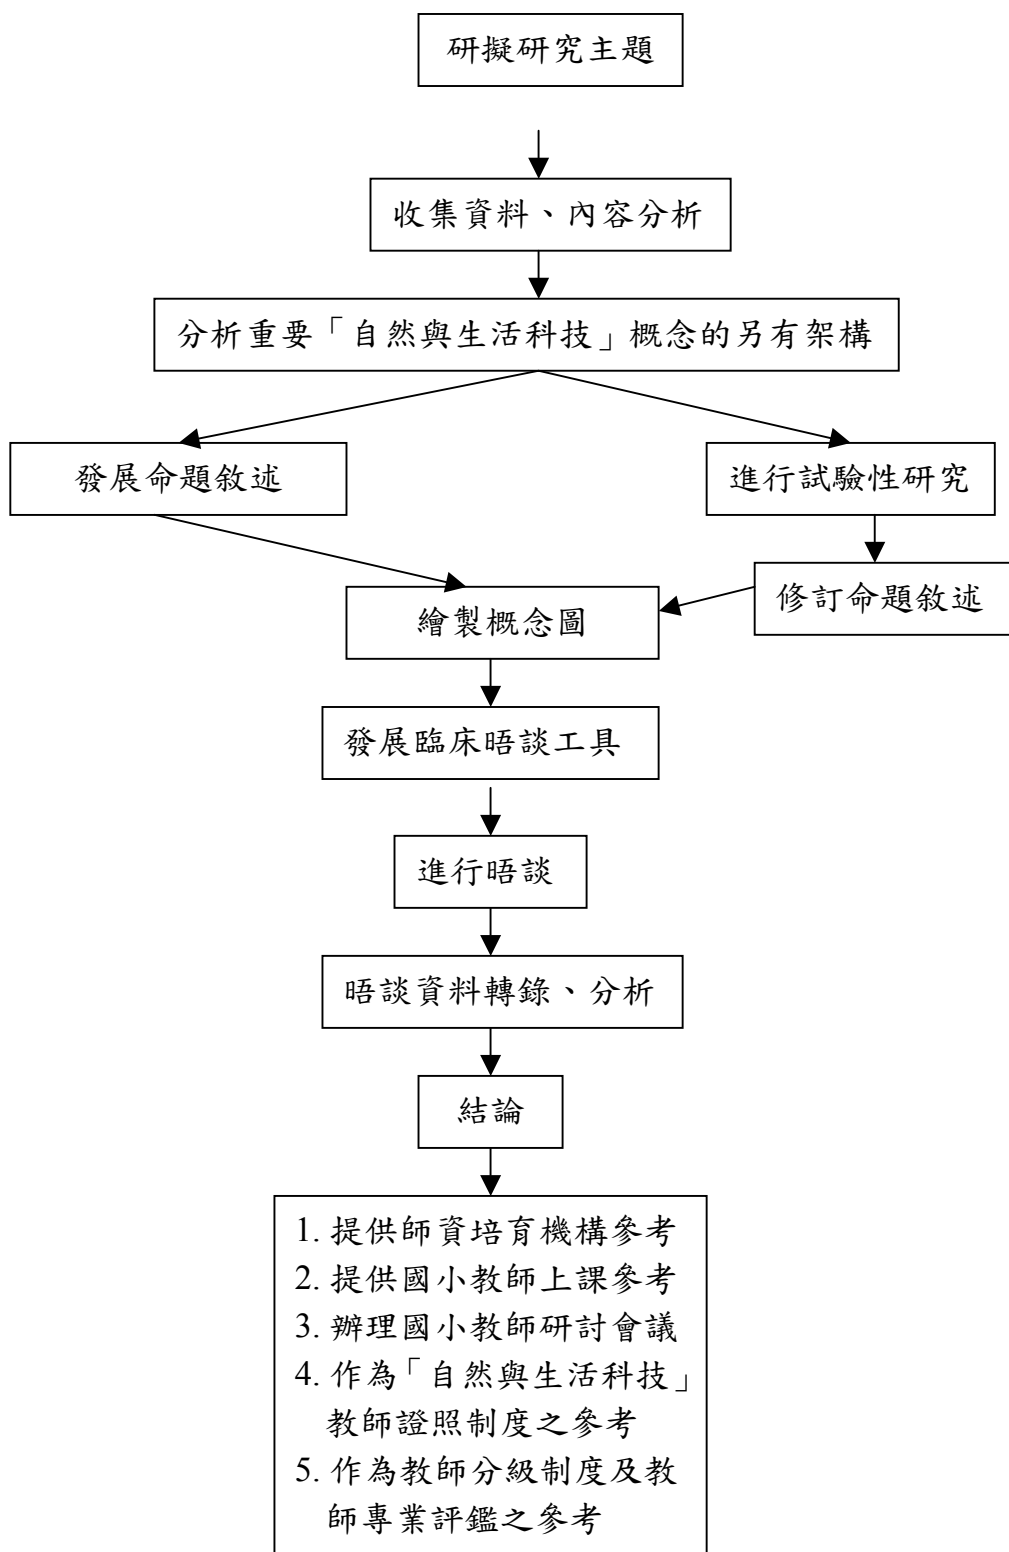 研擬研究主題
收集資料、內容分析
分析重要「自然與生活科技」概念的另有架構
發展命題敘述
進行試驗性研究
修訂命題敘述
繪製概念圖
發展臨床晤談工具
進行晤談
晤談資料轉錄、分析
結論
1. 提供師資培育機構參考
2. 提供國小教師上課參考
3. 辦理國小教師研討會議
4. 作為「自然與生活科技」
教師證照制度之參考
5. 作為教師分級制度及教
師專業評鑑之參考